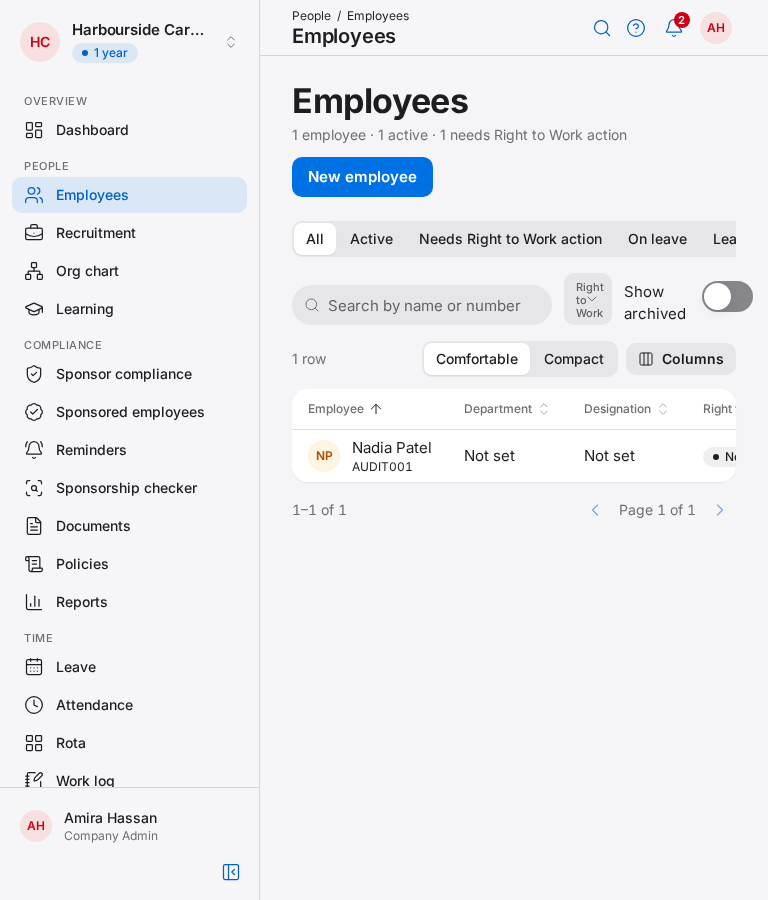 HC
Harbourside Car...
1 year
OVERVIEW
Dashboard
PEOPLE
Employees
Recruitment
Org chart
Learning
COMPLIANCE
Sponsor compliance
Sponsored employees
Reminders
Sponsorship checker
Documents
Policies
Reports
TIME
Leave
Attendance
Rota
Work log
AH
Amira Hassan
Company Admin
People / Employees
Employees
2
AH
Employees
1 employee · 1 active · 1 needs Right to Work action
New employee
All Active Needs Right to Work action On leave Lea
Search by name or number
Right
to
Work
Show
archived
1 row
Comfortable Compact Columns
Employee Department Designation Right
NP
Nadia Patel
AUDIT001
Not set Not set
1–1 of 1
Page 1 of 1